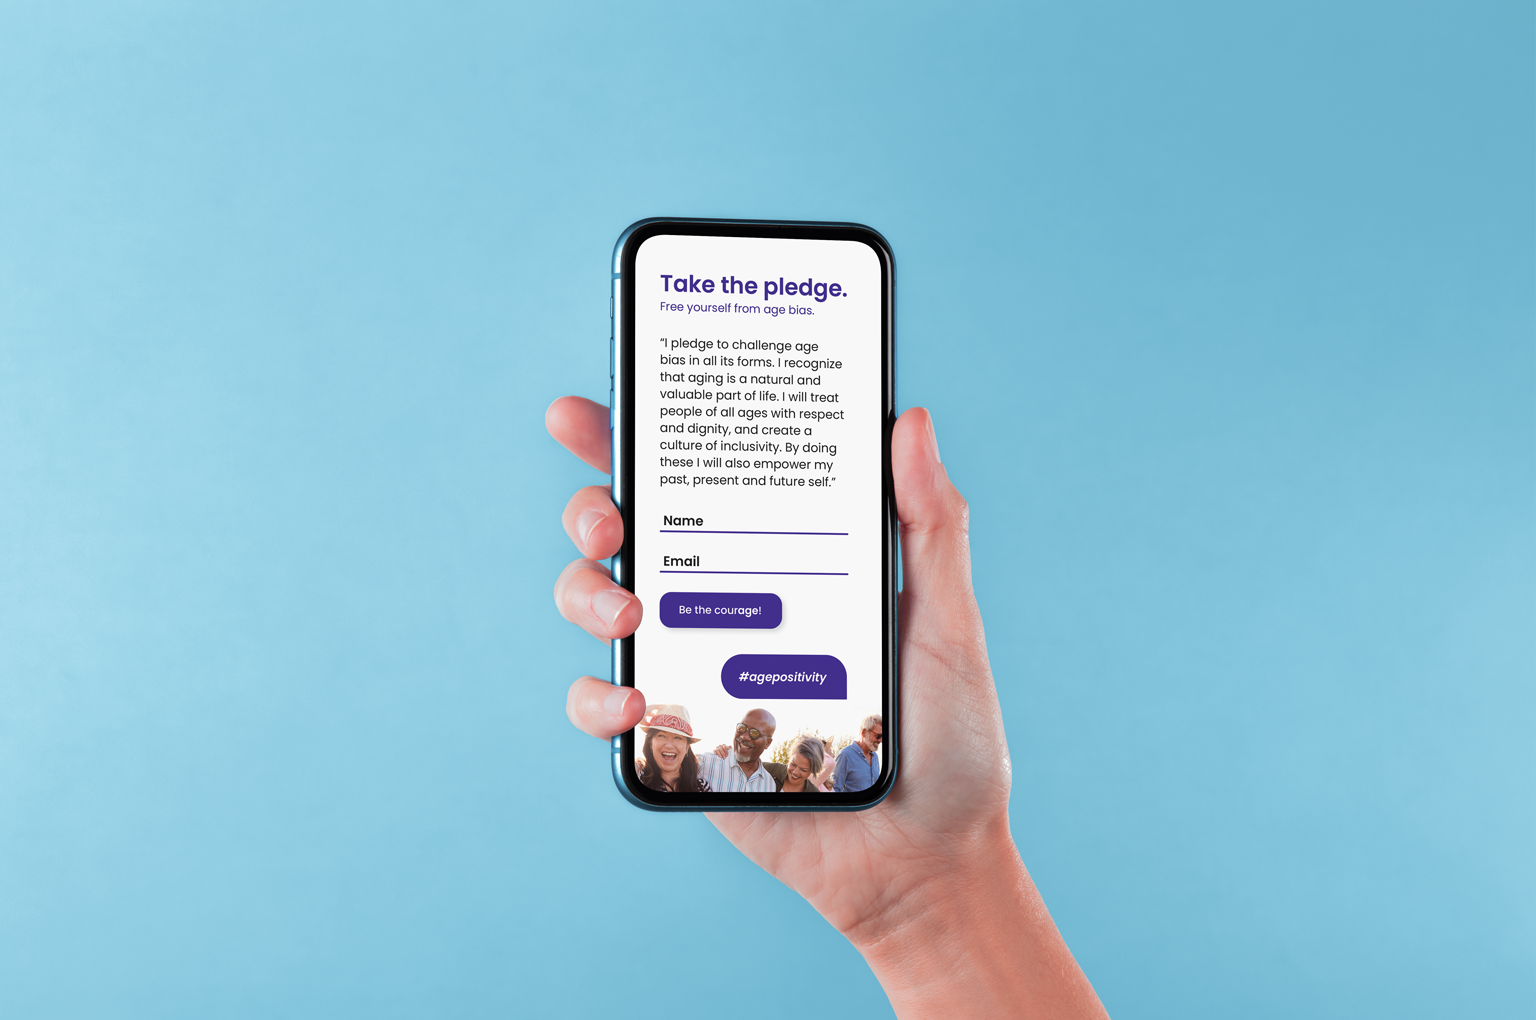 Take the pledge.
Free yourself from age bias.
“I pledge to challenge age
bias in all its forms. I recognize
that aging is a natural and
valuable part of life. I will treat
people of all ages with respect
and dignity, and create a
culture of inclusivity. By doing
these I will also empower my
past, present and future self.”
Name
Email
Be the courage!
#agepositivity